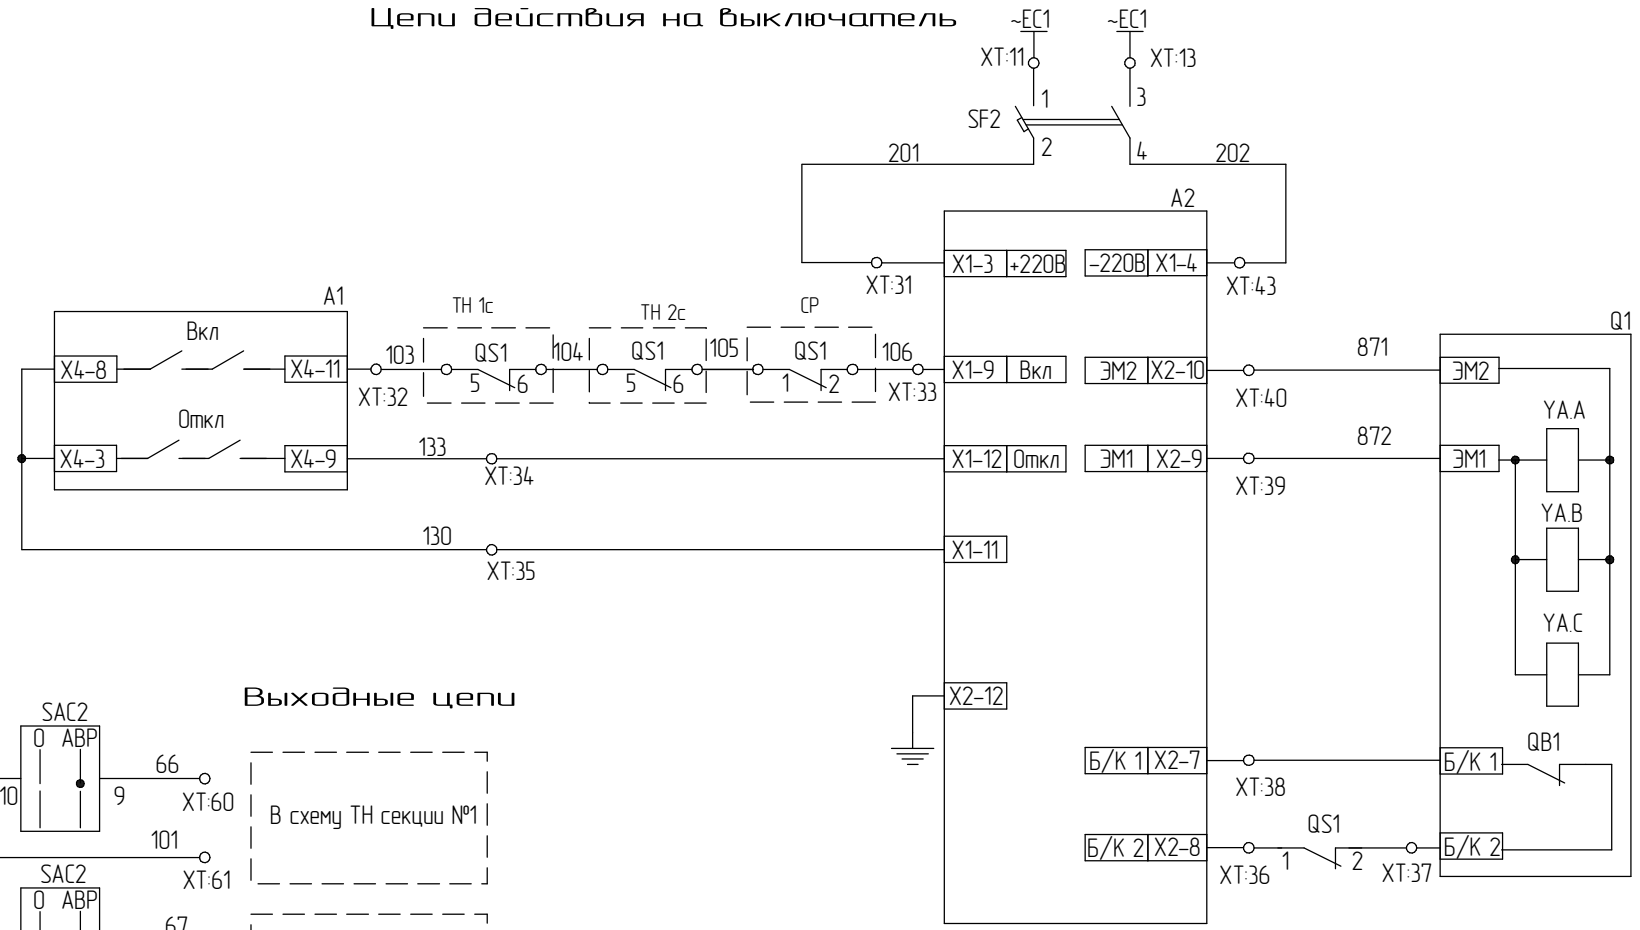 Цепи действия на выключатель
~EC1
~EC1
XT:11
XT:13
1
3
SF2
2
4
201
202
A2
X1-3
+220В
-220В
X1-4
XT:31
XT:43
A1
ТН 1с
ТН 2с
СР
Q1
Вкл
X4-8
X4-11
103
QS1
104
QS1
105
QS1
106
X1-9
Вкл
ЭМ2
X2-10
871
ЭМ2
5
6
5
6
1
2
XT:32
XT:33
XT:40
YA.A
Откл
X4-3
X4-9
133
X1-12
Откл
ЭМ1
X2-9
872
ЭМ1
XT:34
XT:39
YA.B
130
X1-11
XT:35
YA.C
Выходные цепи
X2-12
SAC2
0
АВР
66
10
9
XT:60
В схему ТН секции №1
Б/К 1
X2-7
Б/К 1
QB1
XT:38
101
XT:61
QS1
Б/К 2
X2-8
1
2
Б/К 2
XT:36
XT:37
SAC2
0
АВР
67